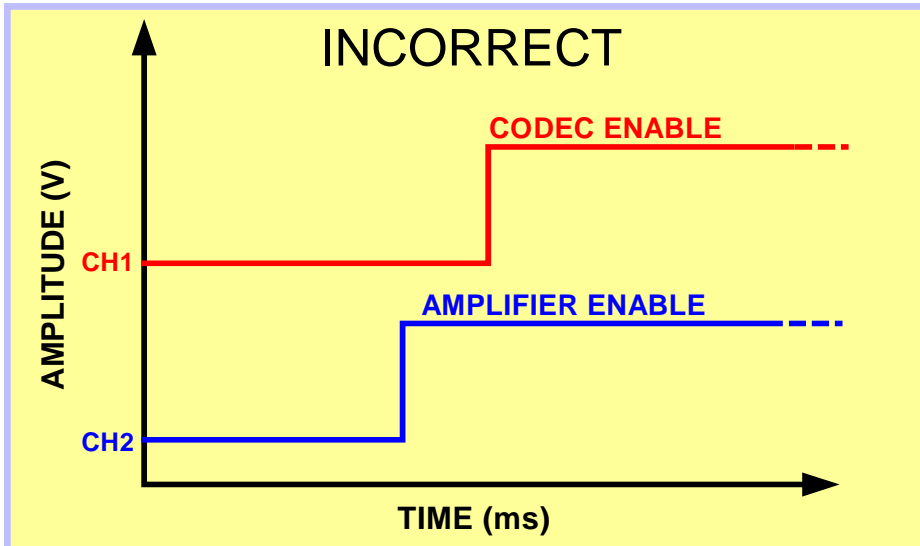 INCORRECT
CODEC ENABLE
AMPLITUDE (V)
CH1
AMPLIFIER ENABLE
CH2
TIME (ms)